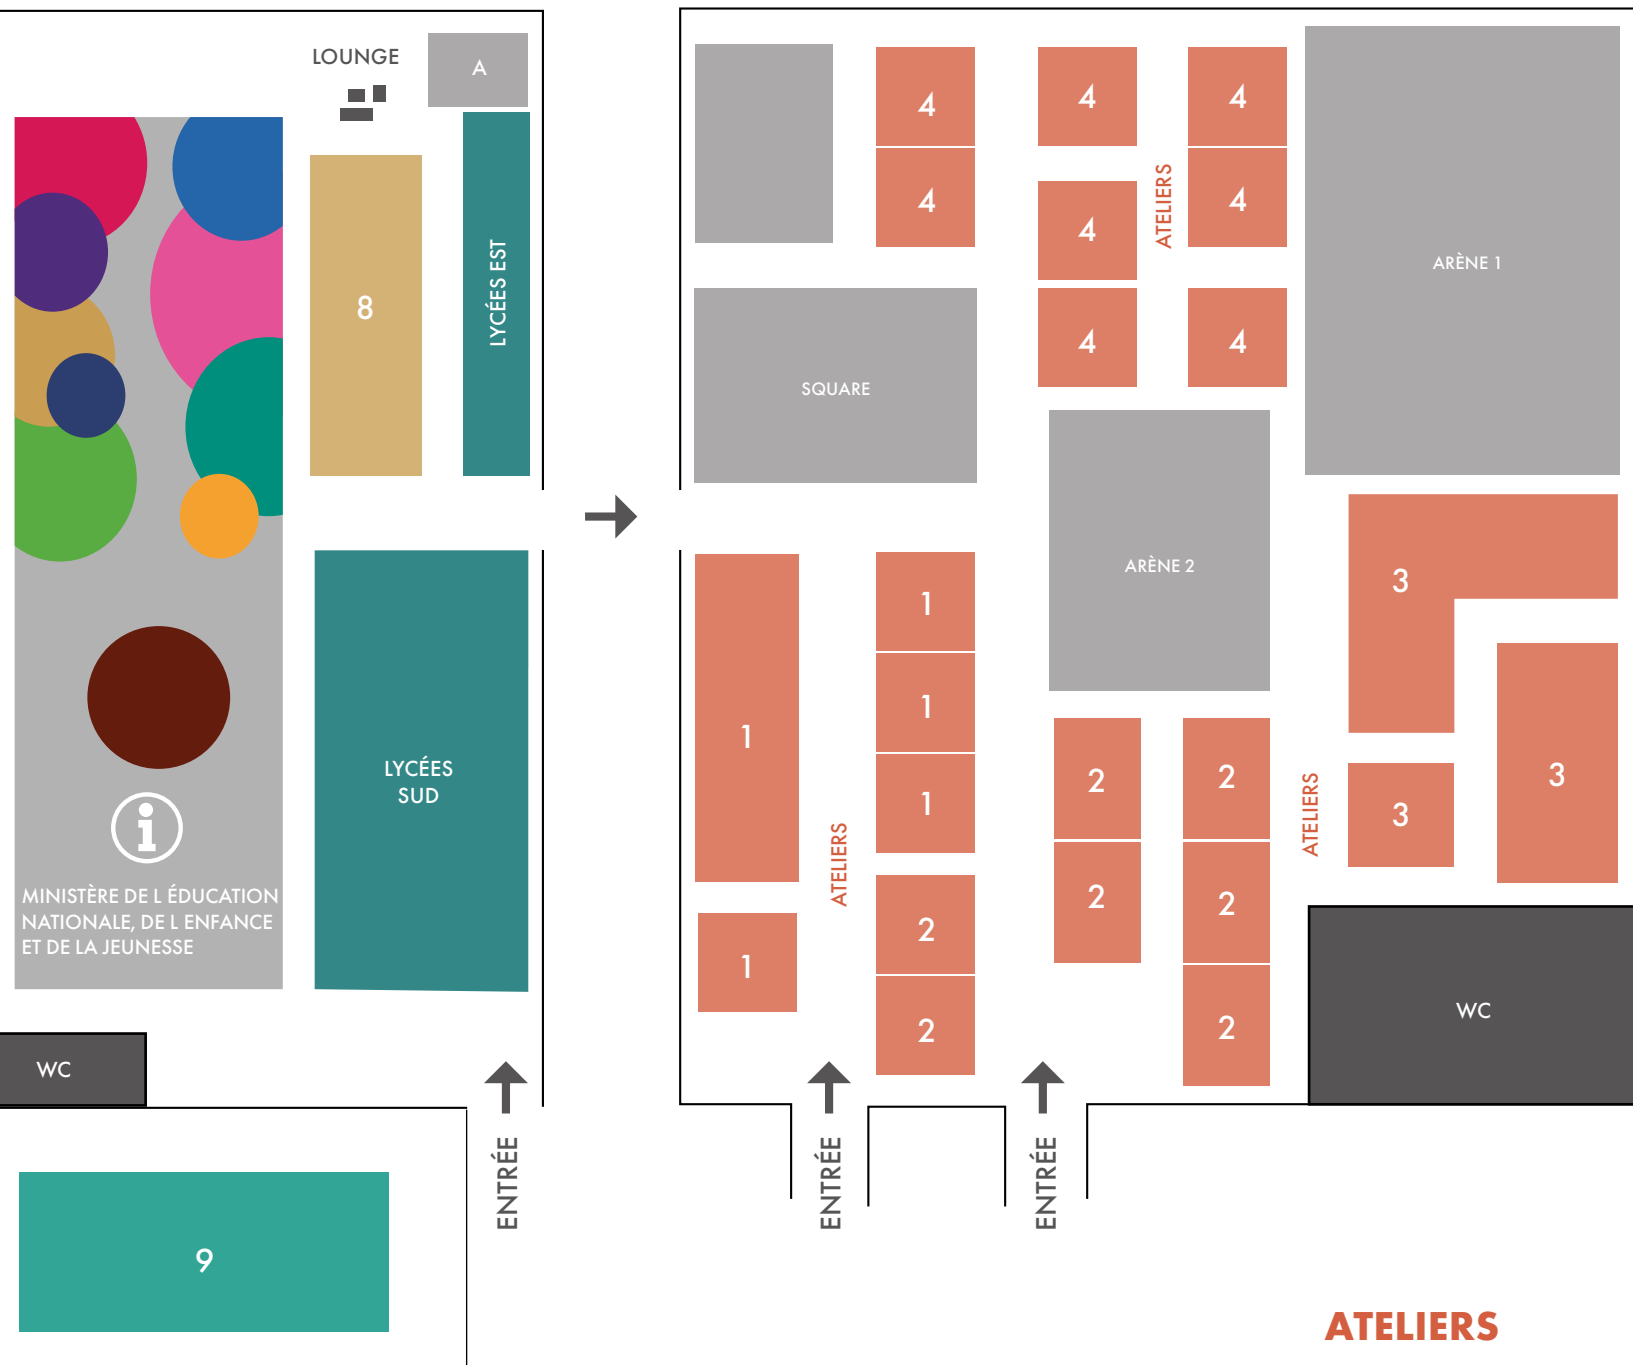 LOUNGE
A
8
LYCÉES EST
LYCÉES
SUD
MINISTÈRE DE L ÉDUCATION
NATIONALE, DE L ENFANCE
ET DE LA JEUNESSE
WC
9
ENTRÉE
4
4
4
4
4
4
4
4
ATELIERS
ARÈNE 1
SQUARE
ARÈNE 2
1
1
1
1
1
ATELIERS
2
2
2
2
2
2
2
ATELIERS
3
3
3
WC
ENTRÉE
ENTRÉE
ATELIERS